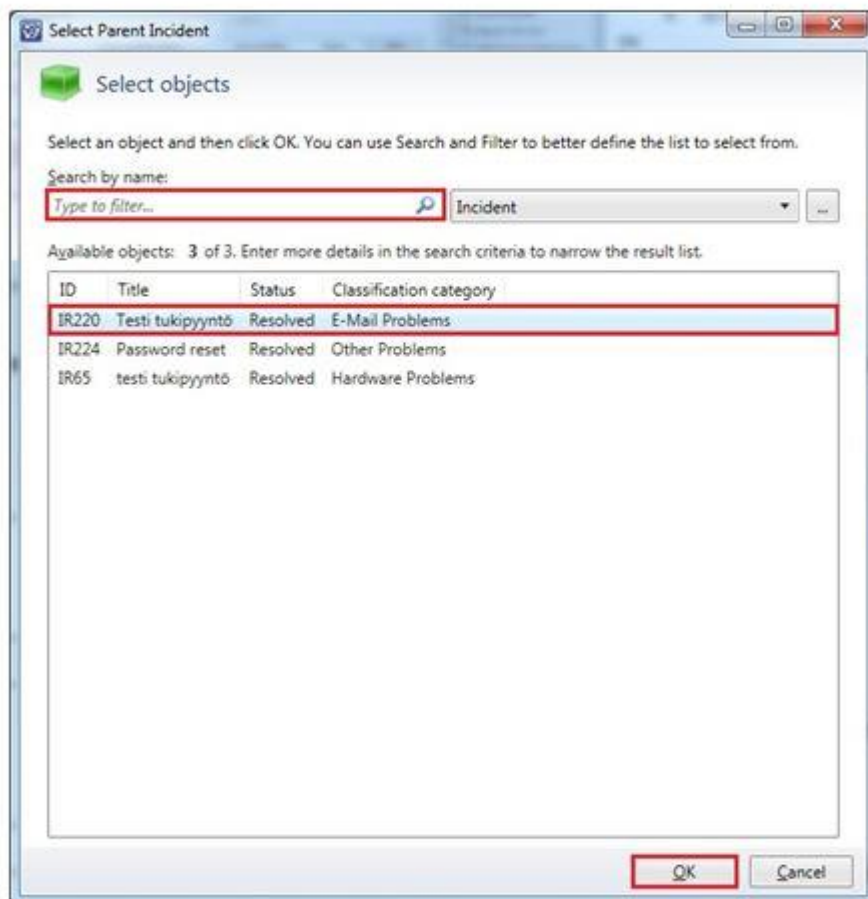 Select Parent Incident
Select objects
Select an object and then click OK. You can use Search and Filter to better define the list to select from.
Search by name:
Type to filter... Incident ...
Available objects: 3 of 3. Enter more details in the search criteria to narrow the result list.
ID Title Status Classification category
IR220 Testi tukipyyntö Resolved E-Mail Problems
IR224 Password reset Resolved Other Problems
IR65 testi tukipyyntö Resolved Hardware Problems
OK Cancel